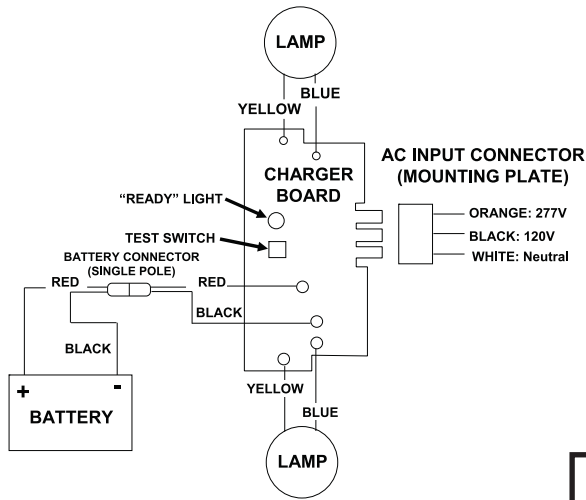 LAMP
YELLOW
BLUE
CHARGER
BOARD
AC INPUT CONNECTOR
(MOUNTING PLATE)
ORANGE: 277V
BLACK: 120V
WHITE: Neutral
“READY” LIGHT
TEST SWITCH
BATTERY CONNECTOR
(SINGLE POLE)
RED
RED
BLACK
BLACK
+ -
BATTERY
YELLOW
BLUE
LAMP